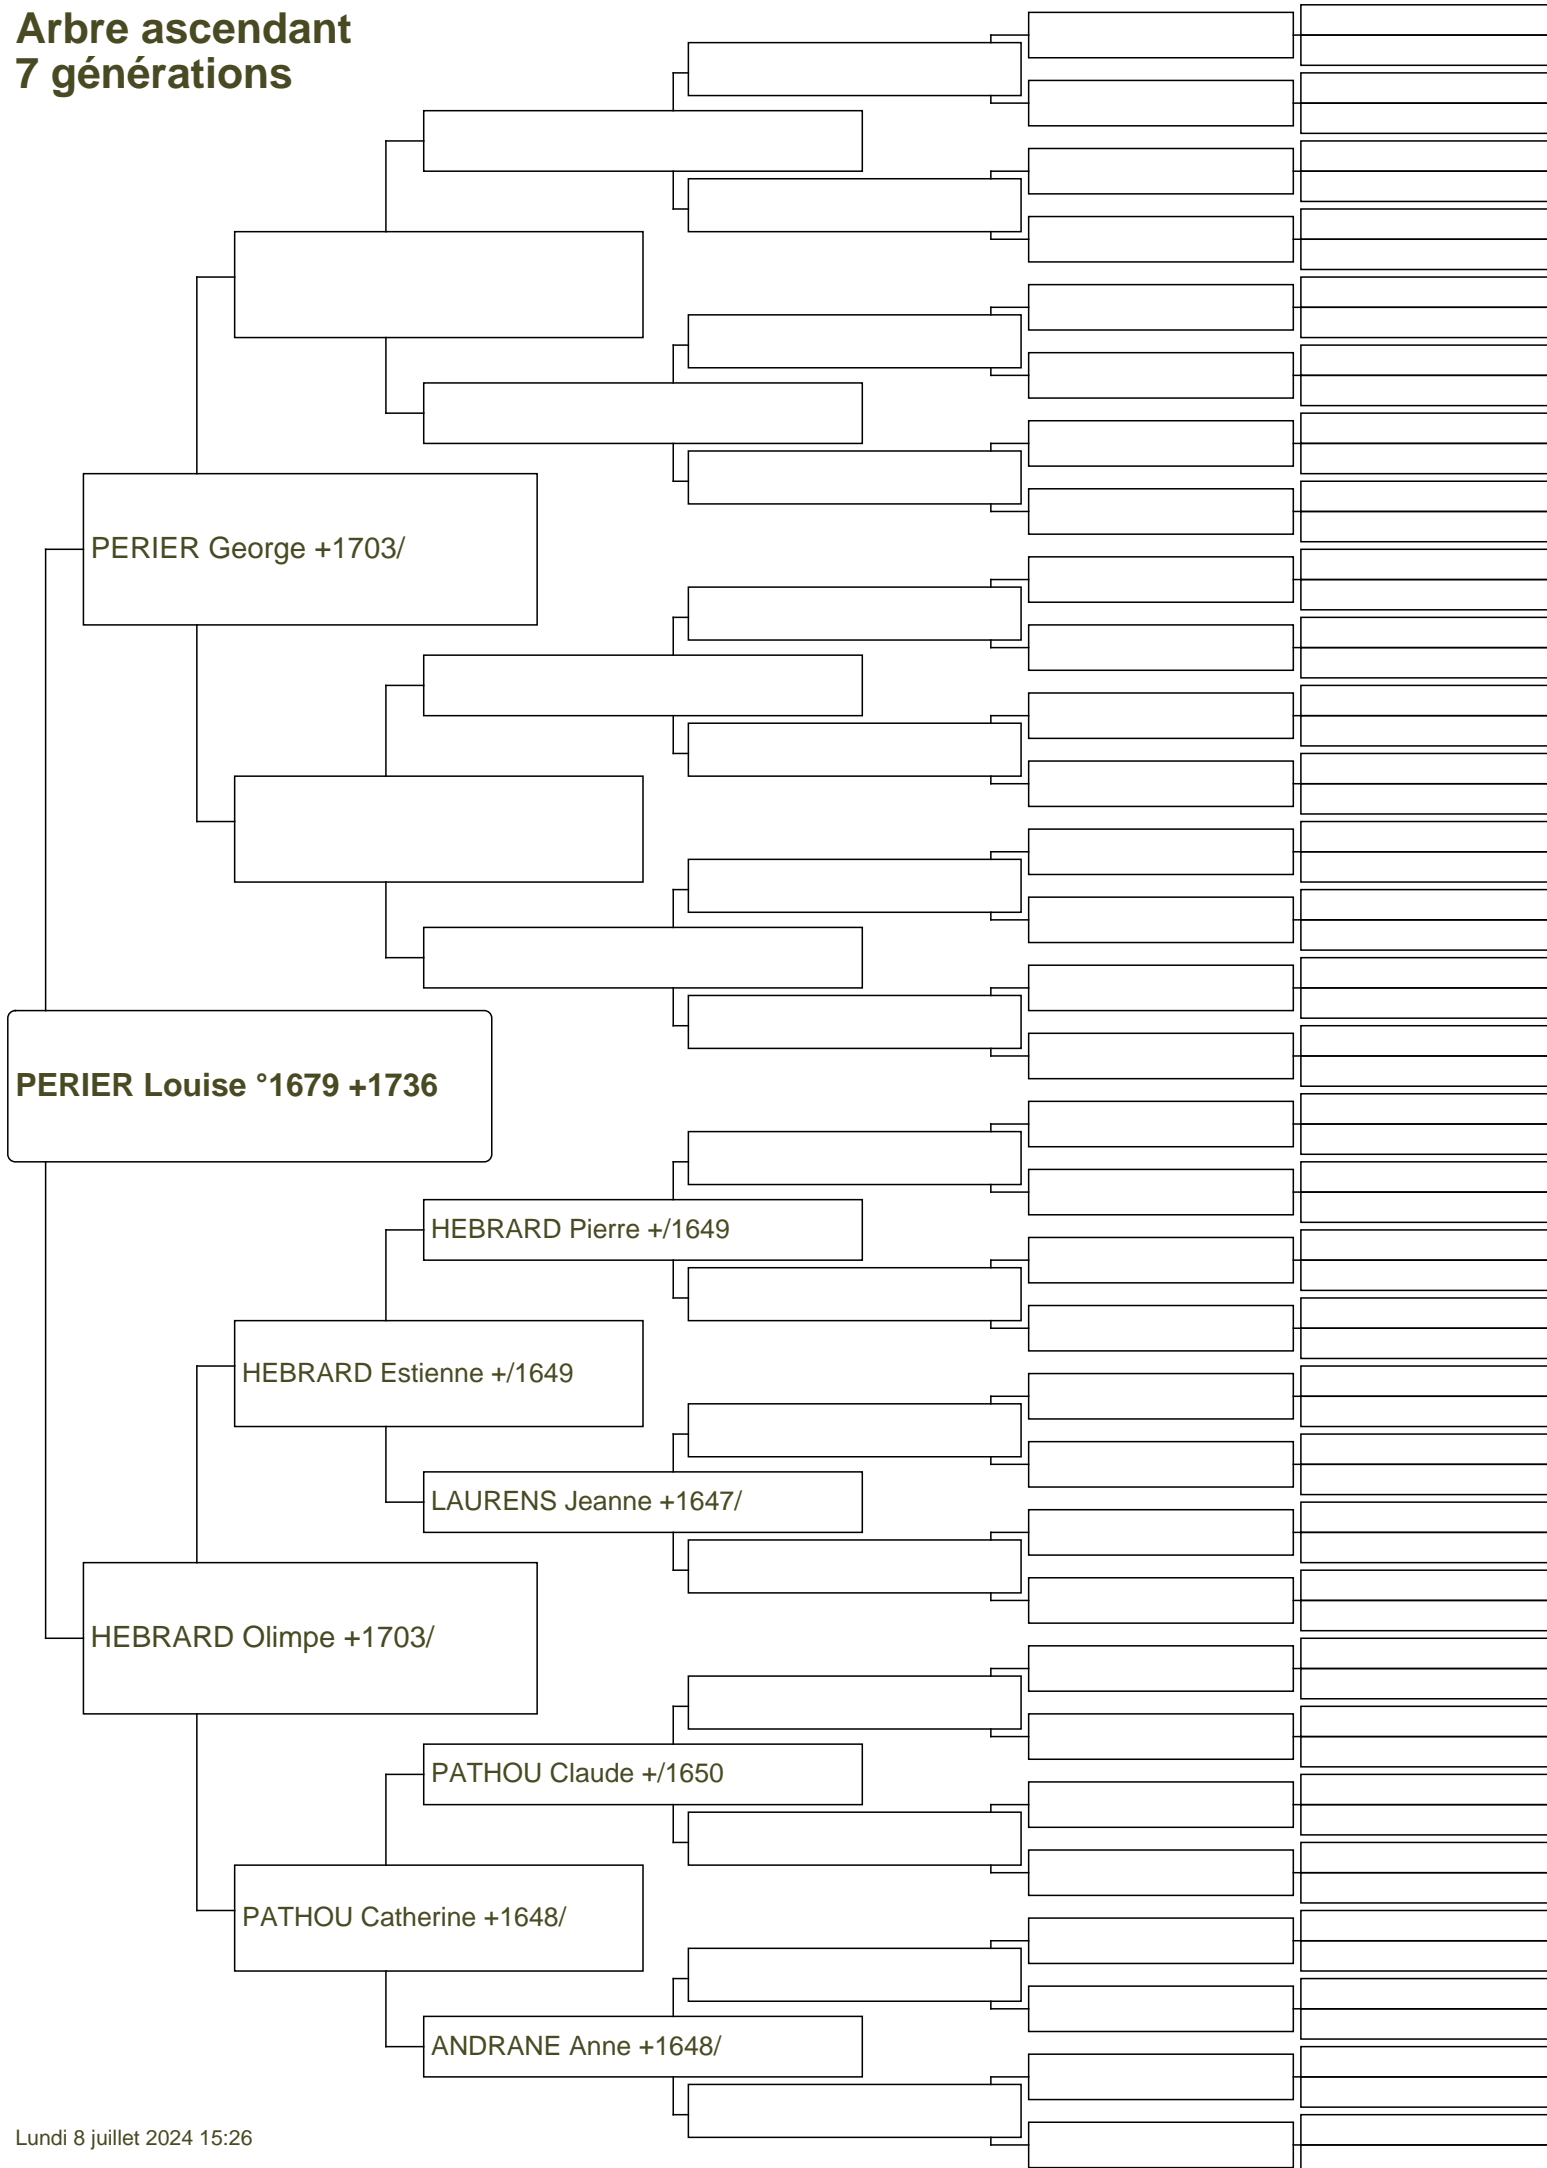 Arbre ascendant
7 générations
PERIER George +1703/
PERIER Louise °1679 +1736
HEBRARD Pierre +/1649
HEBRARD Estienne +/1649
LAURENS Jeanne +1647/
HEBRARD Olimpe +1703/
PATHOU Claude +/1650
PATHOU Catherine +1648/
ANDRANE Anne +1648/
Lundi 8 juillet 2024 15:26